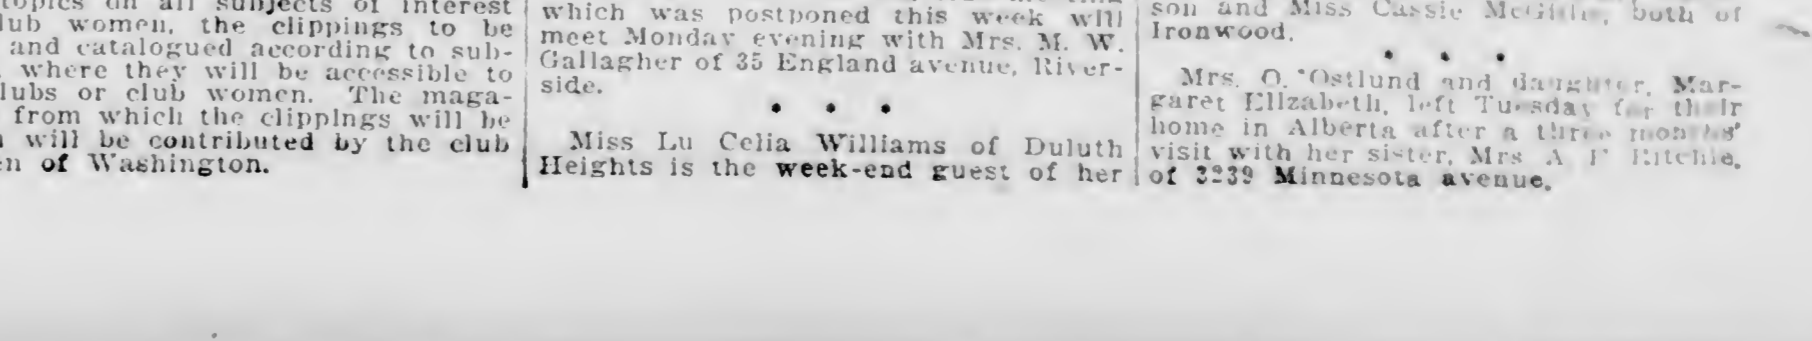 topics on all subjects of interest
lub women, the clippings to be
and catalogued according to sub-
where they will be accessible to
lubs or club women. The maga-
from which the clippings will be
will be contributed by the club
en of Washington.
which was postponed this week will
meet Monday evening with Mrs. M. W.
Gallagher of 35 England avenue, River-
side.
• • •
Miss Lu Celia Williams of Duluth
Heights is the week-end guest of her
son and Miss Cassie both of
Ironwood.
• • •
Mrs. O. Ostlund and daughter, Mar-
garet Elizabeth, left Tuesday for their
home in Alberta after a three months'
visit with her sister, Mrs A F Ritchie,
of 3239 Minnesota avenue.